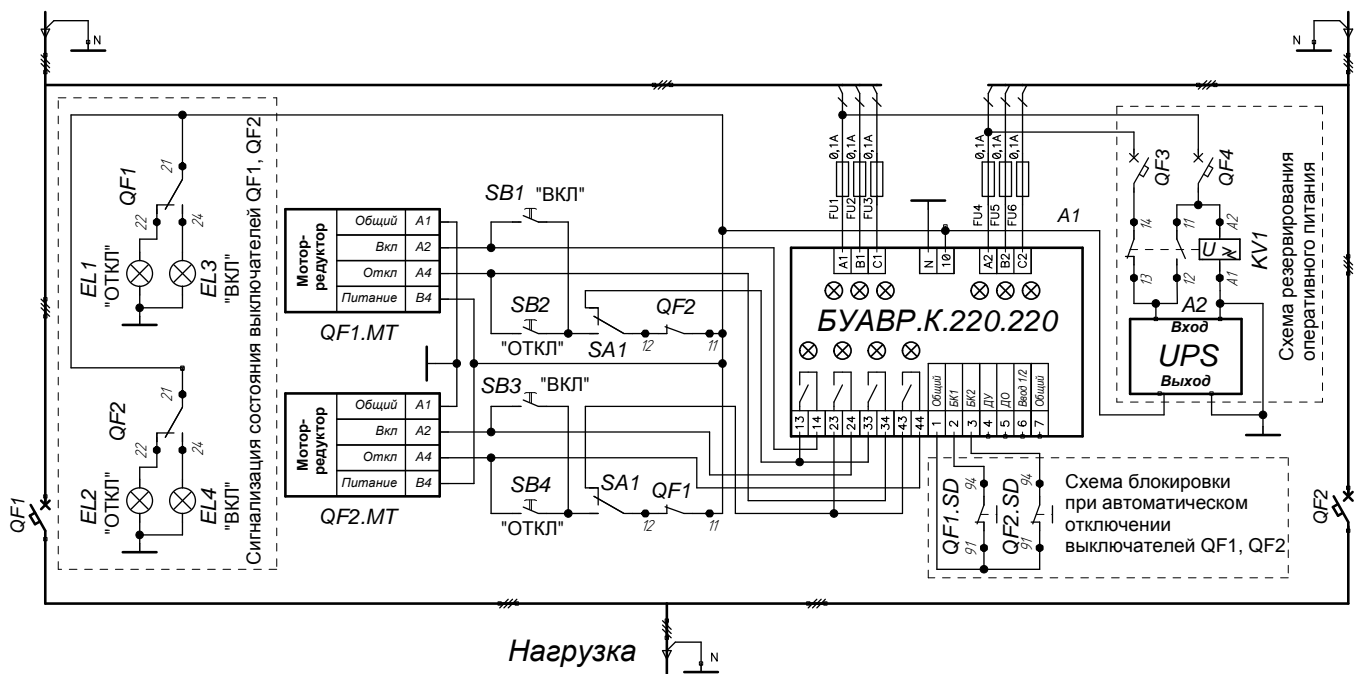 N
N
Сигнализация состояния выключателей QF1, QF2
QF1
21
22
24
EL1
"ОТКЛ"
EL3
"ВКЛ"
QF2
21
22
24
EL2
"ОТКЛ"
EL4
"ВКЛ"
QF1
Мотор-редуктор
Общий A1
Вкл A2
Откл A4
Питание B4
QF1.MT
Мотор-редуктор
Общий A1
Вкл A2
Откл A4
Питание B4
QF2.MT
SB1 "ВКЛ"
SB2
"ОТКЛ"
SA1
12
QF2
11
SB3 "ВКЛ"
SB4
"ОТКЛ"
SA1
12
QF1
11
0,1A
0,1A
0,1A
FU1
FU2
FU3
0,1A
0,1A
0,1A
FU4
FU5
FU6
A1
A1 B1 C1 N 10 A2 B2 C2
БУАВР.К.220.220
13 14 23 24 33 34 43 44
Общий БК1 БК2 ДУ ДО Ввод 1/2 Общий
1 2 3 4 5 6 7
QF3
QF4
14
13
11
12
A2
U
A1
KV1
A2
Вход
UPS
Выход
Схема резервирования
оперативного питания
QF1.SD
94
91
QF2.SD
94
91
Схема блокировки
при автоматическом
отключении
выключателей QF1, QF2
QF2
Нагрузка
N